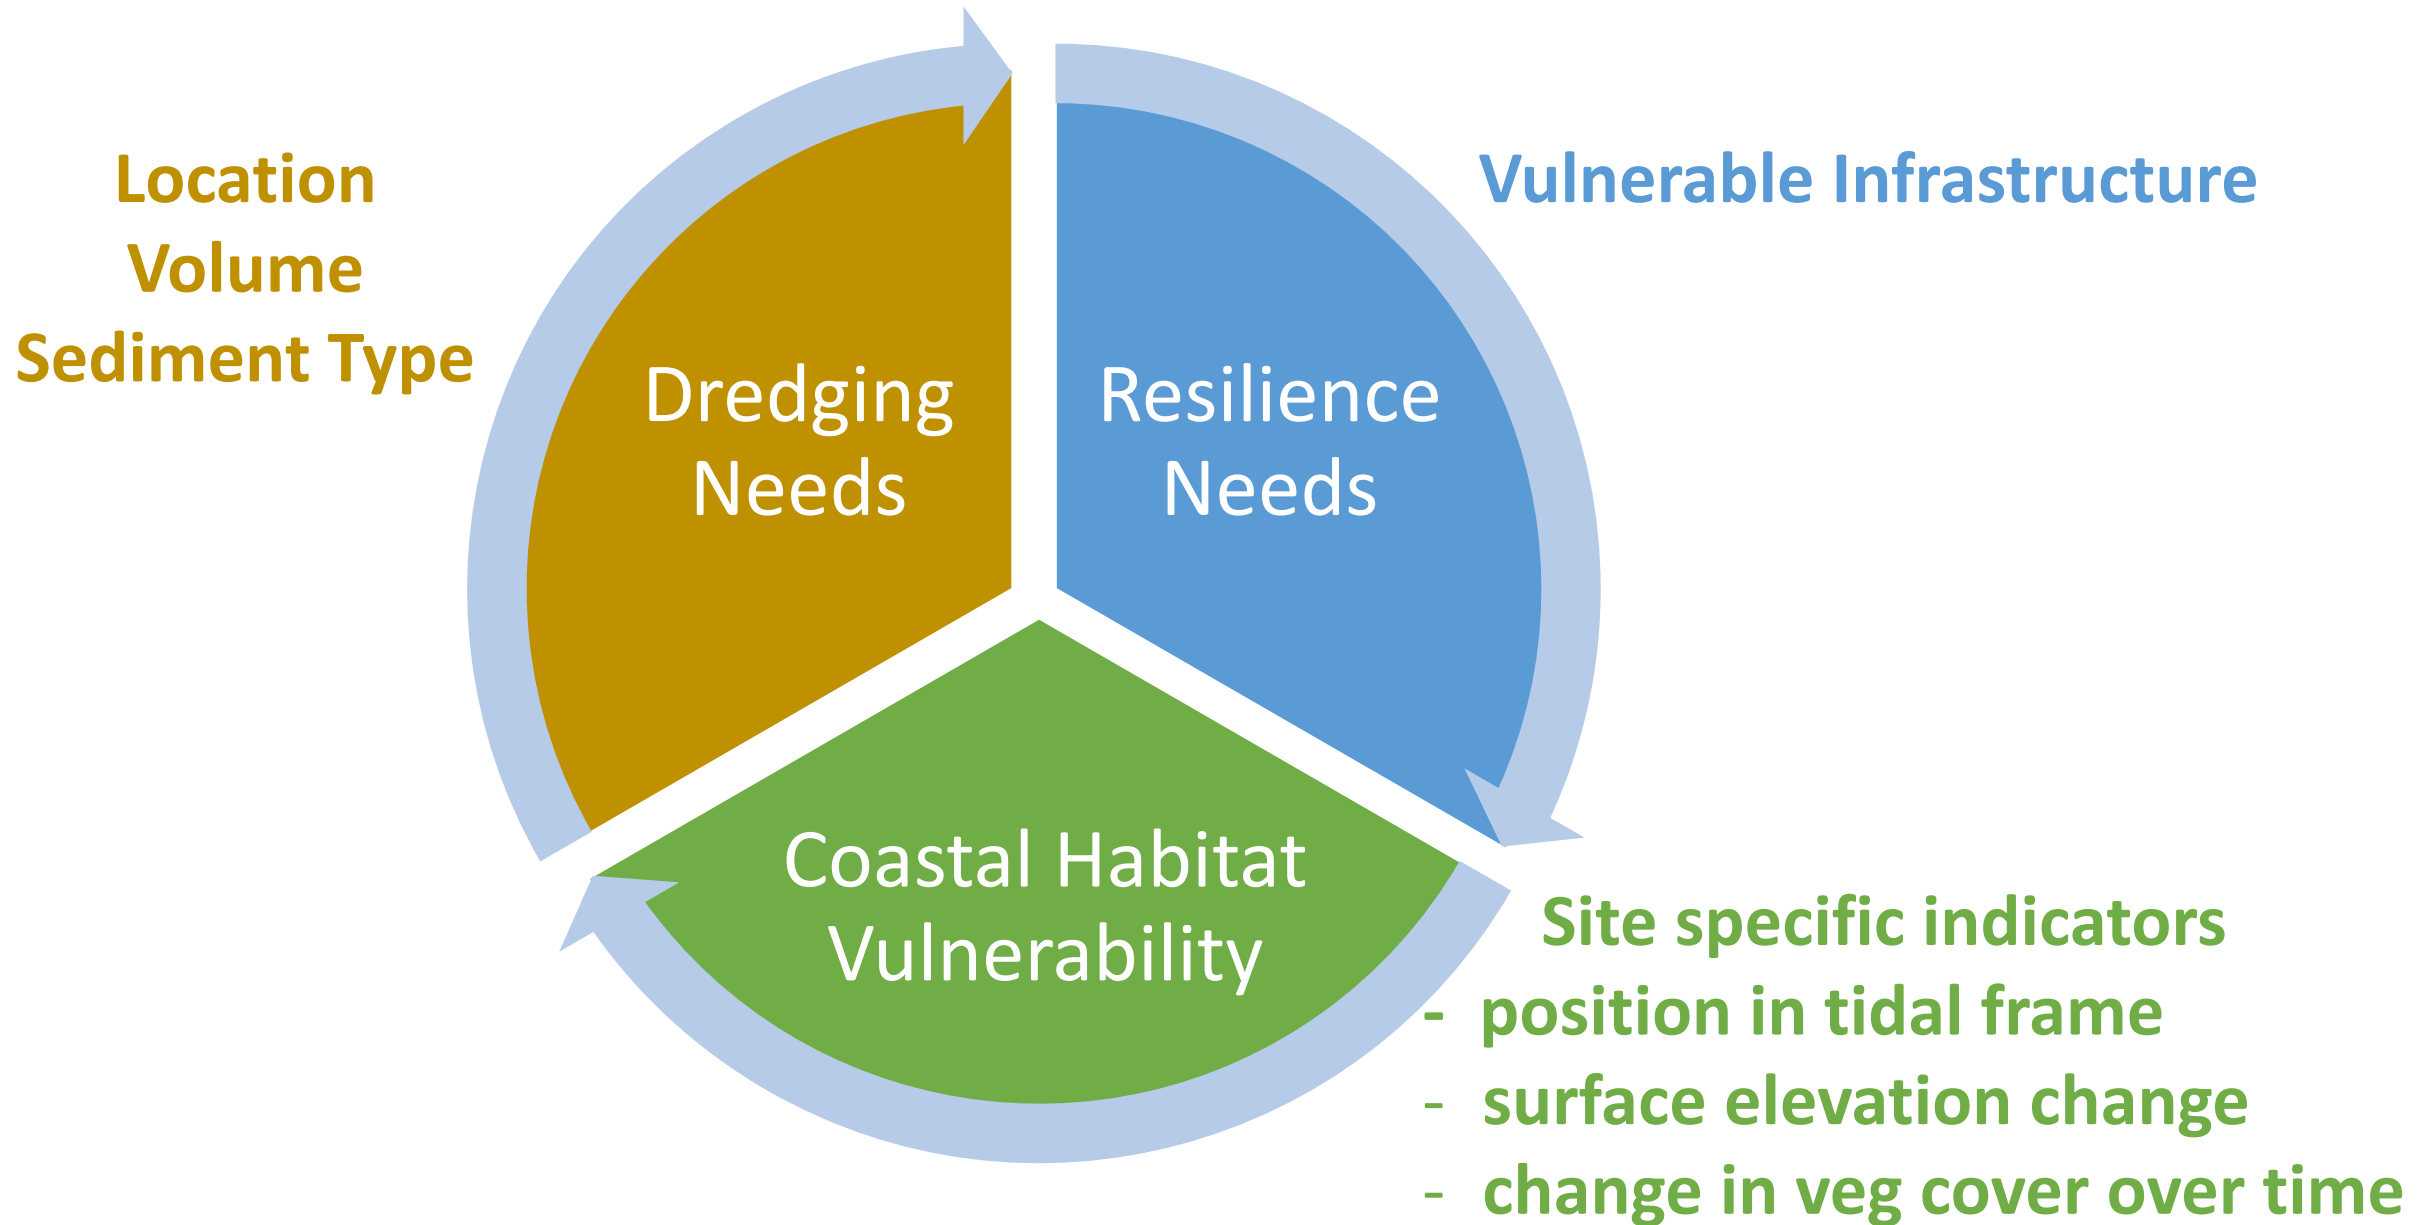 Location
Volume
Sediment Type
Dredging
Needs
Resilience
Needs
Vulnerable Infrastructure
Coastal Habitat
Vulnerability
Site specific indicators
- position in tidal frame
- surface elevation change
- change in veg cover over time